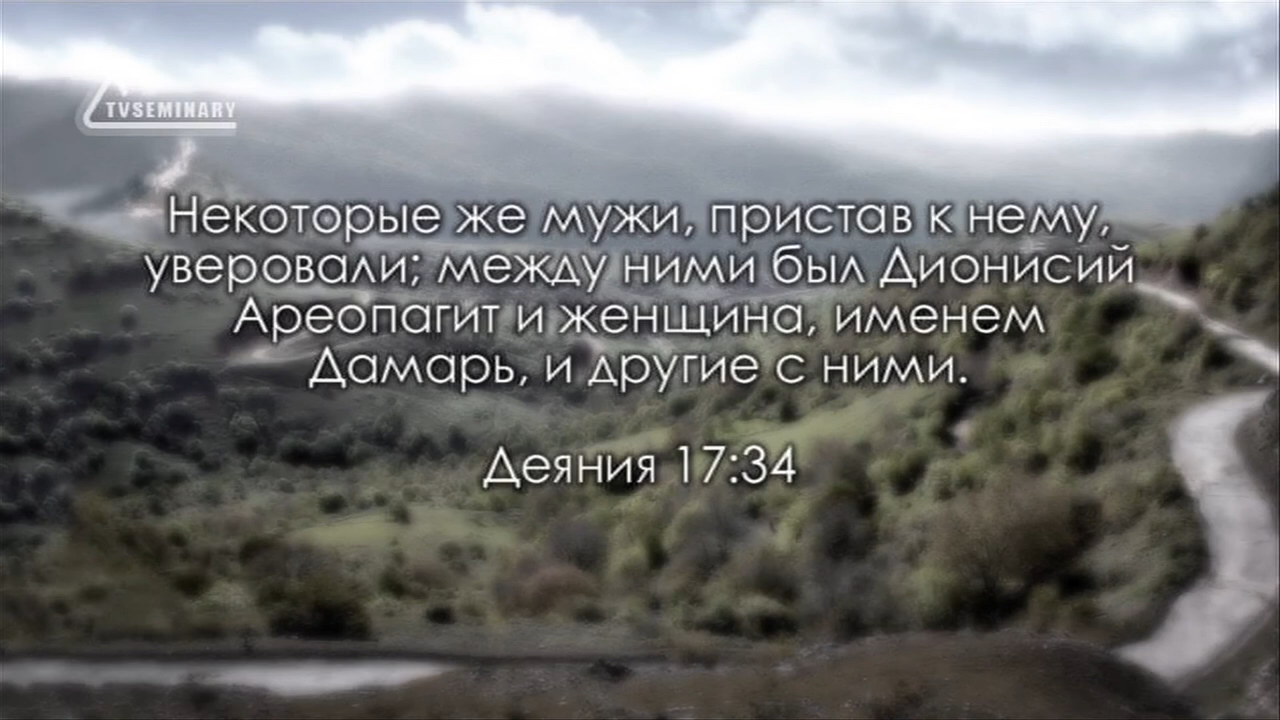 TVSEMINARY
Некоторые же мужи, пристав к нему,
уверовали; между ними был Дионисий
Ареопагит и женщина, именем
Дамарь, и другие с ними.
Деяния 17:34